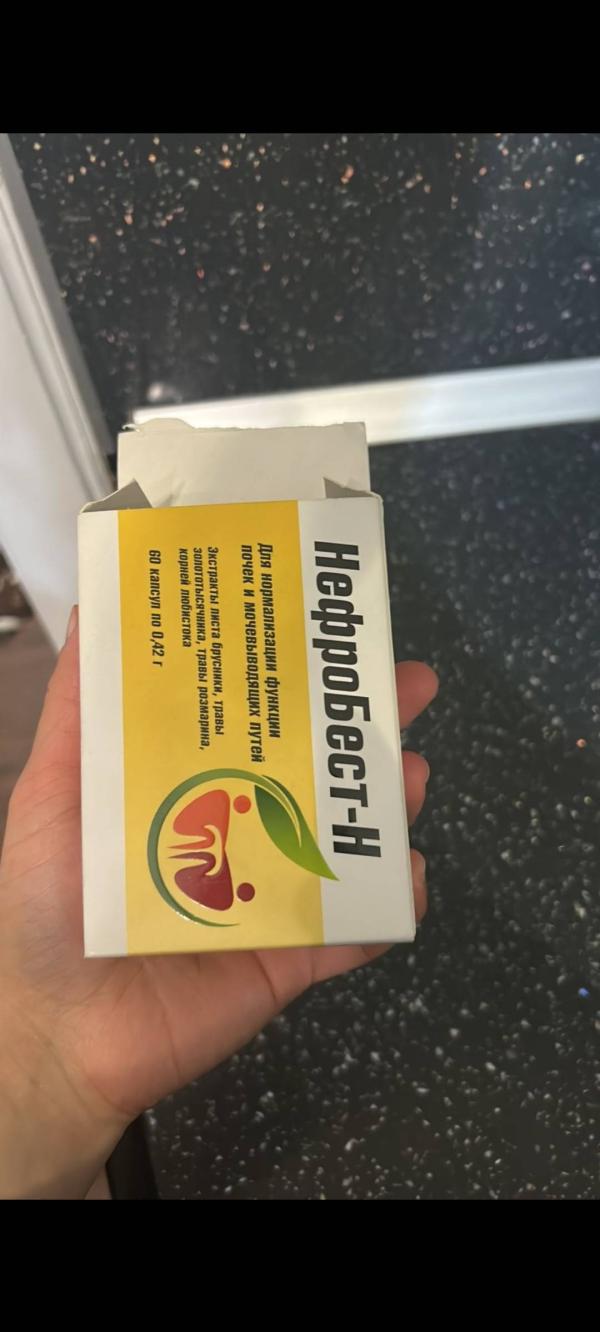 НефроБест-Н
Для нормализации функции
почек и мочевыводящих путей
Экстракты листа брусники, травы
золототысячника, травы розмарина,
корней любистока
60 капсул по 0,42 г